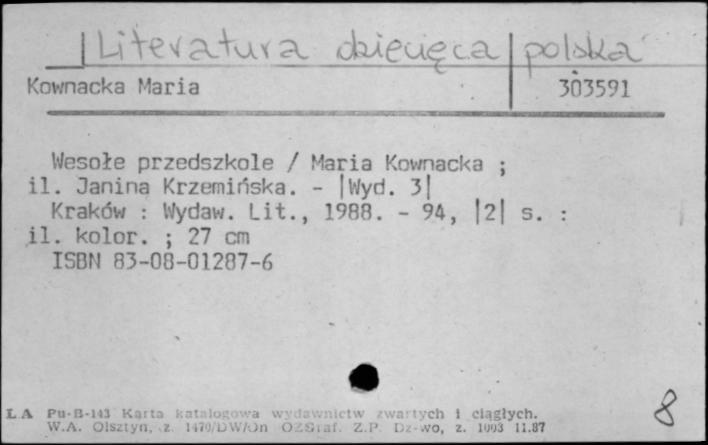 Literatura dziecięca polska
Kownacka Maria 303591
Wesołe przedszkole / Maria Kownacka ;
il. Janina Krzemińska. - |Wyd. 3|
Kraków : Wydaw. Lit., 1988. - 94, |2| s. :
il. kolor. ; 27 cm
ISBN 83-08-01287-6
8
LA Pu-B-143 Karta katalogowa wydawnictw zwartych i ciągłych.
W.A. Olsztyn, z. 1470/DW/On OZGraf. Z.P. Dz-wo, z. 1003 11.87